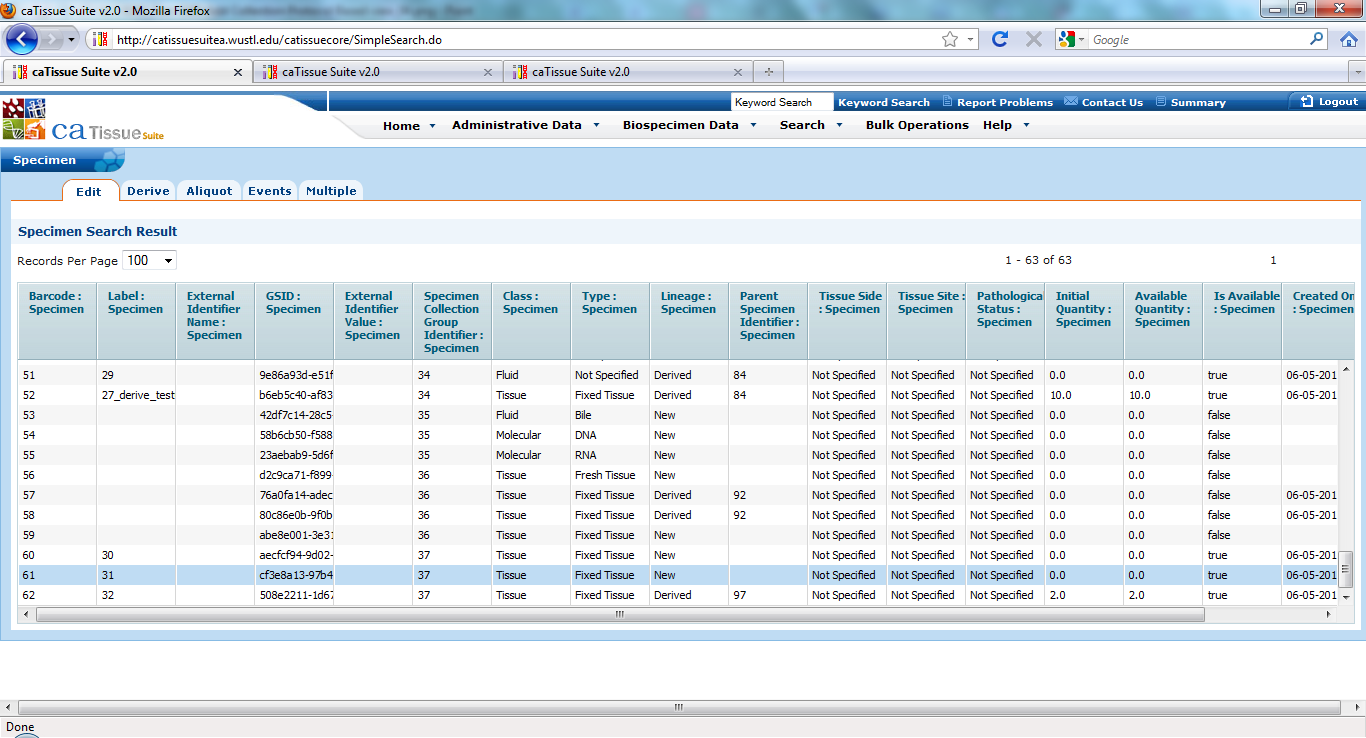 caTissue Suite v2.0 - Mozilla Firefox
http://catissuesuitea.wustl.edu/catissuecore/SimpleSearch.do
Google
caTissue Suite v2.0
caTissue Suite v2.0
caTissue Suite v2.0
Keyword Search Keyword Search Report Problems Contact Us Summary Logout
ca Tissue Suite
Home Administrative Data Biospecimen Data Search Bulk Operations Help
Specimen
Edit Derive Aliquot Events Multiple
Specimen Search Result
Records Per Page 100 1 - 63 of 63 1
Barcode : Label : External GSID : External Specimen Class : Type : Lineage : Parent Tissue Side Tissue Site : Pathologica Initial Available Is Available Created On
Specimen Specimen Identifier Specimen Identifier Collection Specimen Specimen Specimen Specimen : Specimen Specimen Status : Quantity : Quantity : : Specimen : Specimen
Name : Value : Group Identifier : Specimen Specimen Specimen
Specimen Specimen Identifier : Specimen
Specimen
51 29 9e86a93d-e51f 34 Fluid Not Specified Derived 84 Not Specified Not Specified Not Specified 0.0 0.0 true 06-05-201
52 27_derive_test b6eb5c40-af83 34 Tissue Fixed Tissue Derived 84 Not Specified Not Specified Not Specified 10.0 10.0 true 06-05-201
53 42df7c14-28c5- 35 Fluid Bile New Not Specified Not Specified Not Specified 0.0 0.0 false
54 58b6cb50-f588 35 Molecular DNA New Not Specified Not Specified Not Specified 0.0 0.0 false
55 23aebab9-5d6f 35 Molecular RNA New Not Specified Not Specified Not Specified 0.0 0.0 false
56 d2c9ca71-f899- 36 Tissue Fresh Tissue New Not Specified Not Specified Not Specified 0.0 0.0 false
57 76a0fa14-adec 36 Tissue Fixed Tissue Derived 92 Not Specified Not Specified Not Specified 0.0 0.0 false 06-05-201
58 80c86e0b-9f0b 36 Tissue Fixed Tissue Derived 92 Not Specified Not Specified Not Specified 0.0 0.0 false 06-05-201
59 abe8e001-3e31 36 Tissue Fixed Tissue New Not Specified Not Specified Not Specified 0.0 0.0 false
60 30 aecfcf94-9d02- 37 Tissue Fixed Tissue New Not Specified Not Specified Not Specified 0.0 0.0 true 06-05-201
61 31 cf3e8a13-97b4 37 Tissue Fixed Tissue New Not Specified Not Specified Not Specified 0.0 0.0 true 06-05-201
62 32 508e2211-1d67 37 Tissue Fixed Tissue Derived 97 Not Specified Not Specified Not Specified 2.0 2.0 true 06-05-201
Done